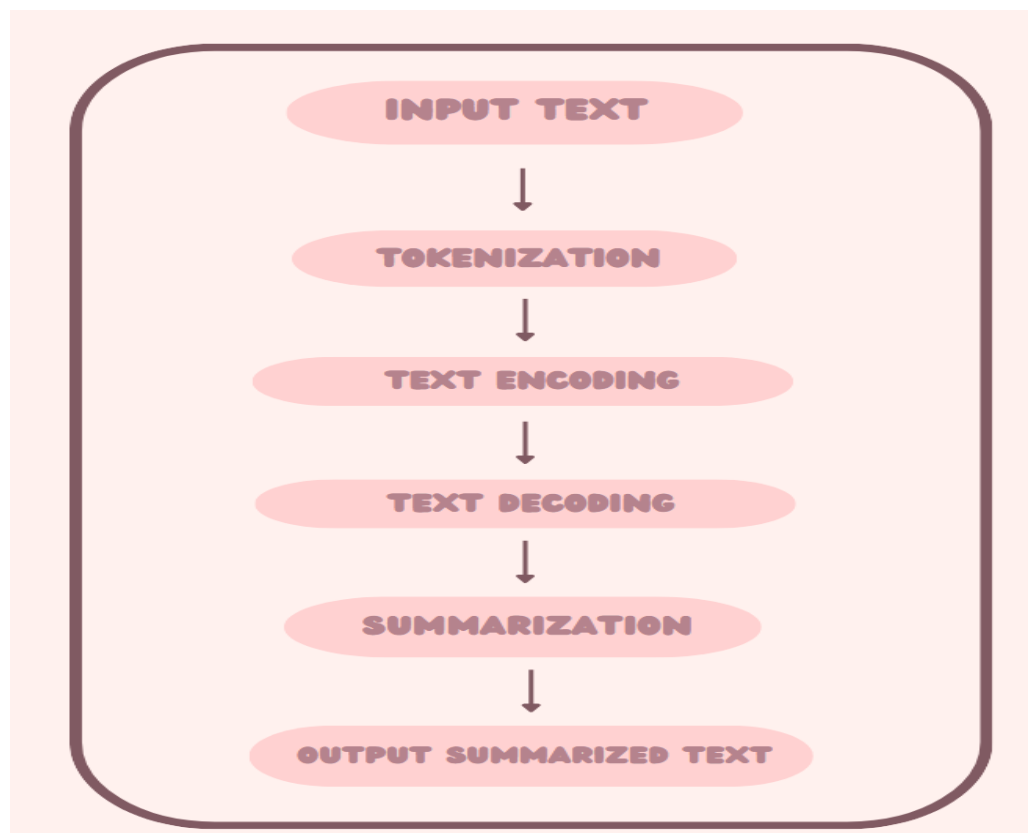 INPUT TEXT
TOKENIZATION
TEXT ENCODING
TEXT DECODING
SUMMARIZATION
OUTPUT SUMMARIZED TEXT